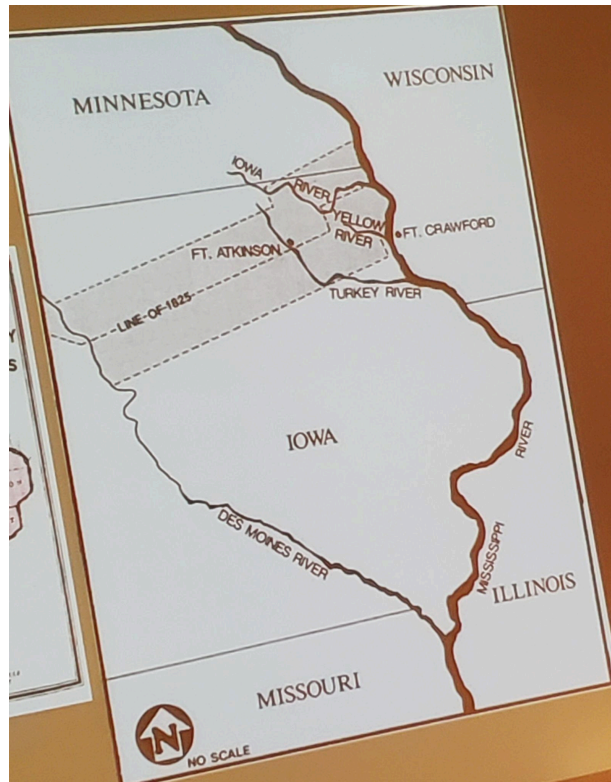 MINNESOTA
WISCONSIN
IOWA
RIVER
YELLOW
RIVER
FT. CRAWFORD
FT. ATKINSON
TURKEY RIVER
LINE OF 1825
Y
S
IOWA
RIVER
DES MOINES RIVER
MISSISSIPPI
ILLINOIS
MISSOURI
N
NO SCALE